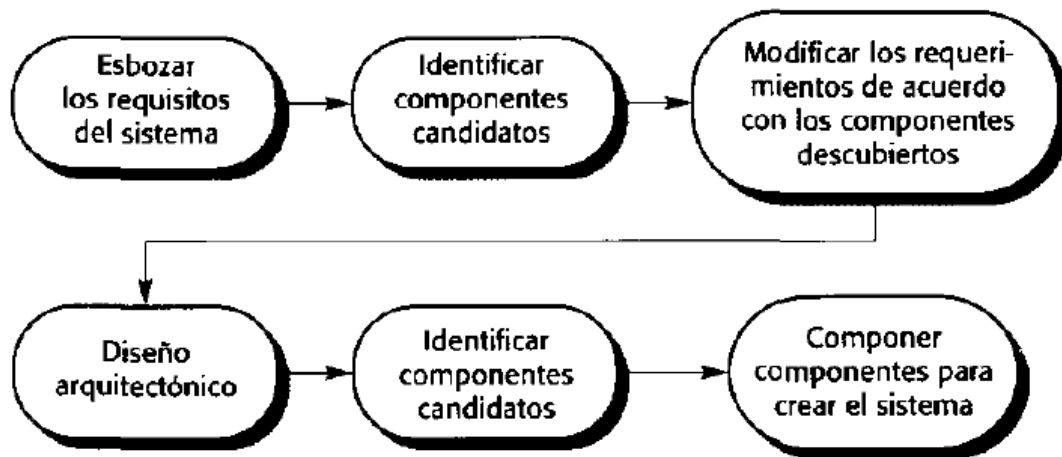 Esbozar
los requisitos
del sistema
Identificar
componentes
candidatos
Modificar los requeri-
mientos de acuerdo
con los componentes
descubiertos
Diseño
arquitectónico
Identificar
componentes
candidatos
Componer
componentes para
crear el sistema